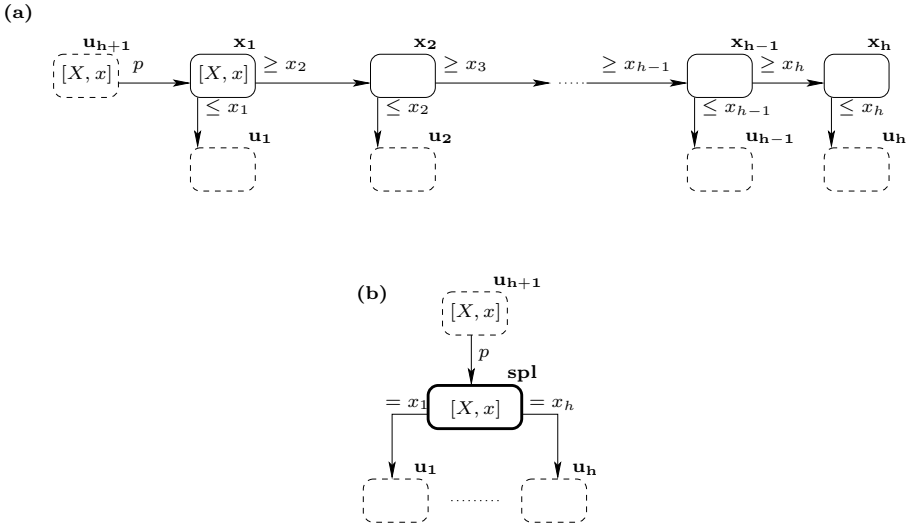 (a)
u_{h+1} x_1 x_2 x_{h−1} x_h
[X, x] p [X, x] ≥ x_2 ≥ x_3 ........ ≥ x_{h−1} ≥ x_h
≤ x_1 ≤ x_2 ≤ x_{h−1} ≤ x_h
u_1 u_2 u_{h−1} u_h
(b)
u_{h+1}
[X, x]
p
spl
= x_1 [X, x] = x_h
u_1 u_h
.........